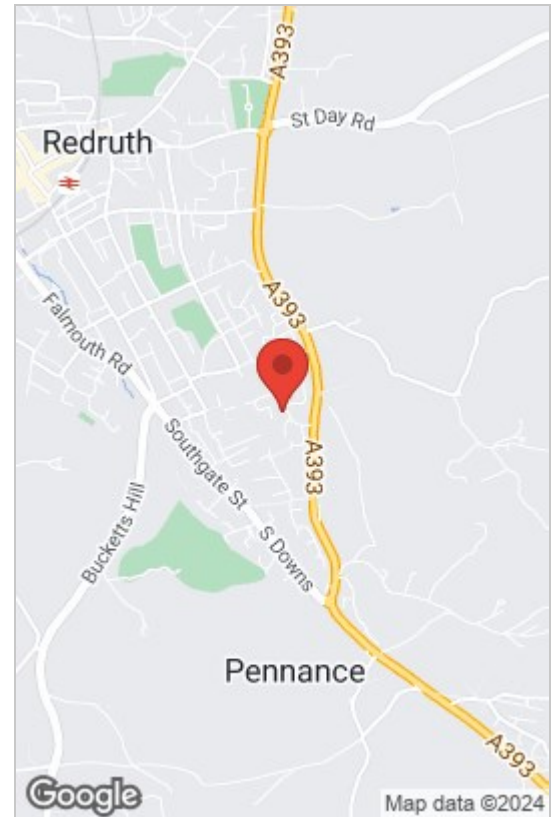 A393
St Day Rd
Redruth
A393
Falmouth Rd
Southgate St
A393
Bucketts Hill
S Downs
Pennance
A393
Google
Map data ©2024